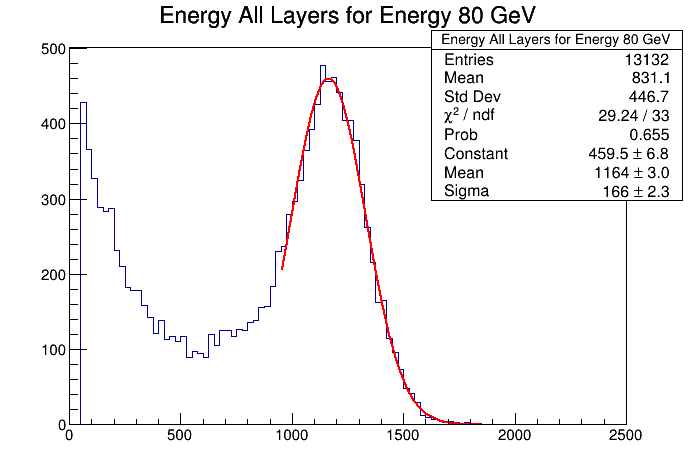 Energy All Layers for Energy 80 GeV
Energy All Layers for Energy 80 GeV
Entries 13132
Mean 831.1
Std Dev 446.7
χ² / ndf 29.24 / 33
Prob 0.655
Constant 459.5 ± 6.8
Mean 1164 ± 3.0
Sigma 166 ± 2.3
500
400
300
200
100
0
0 500 1000 1500 2000 2500